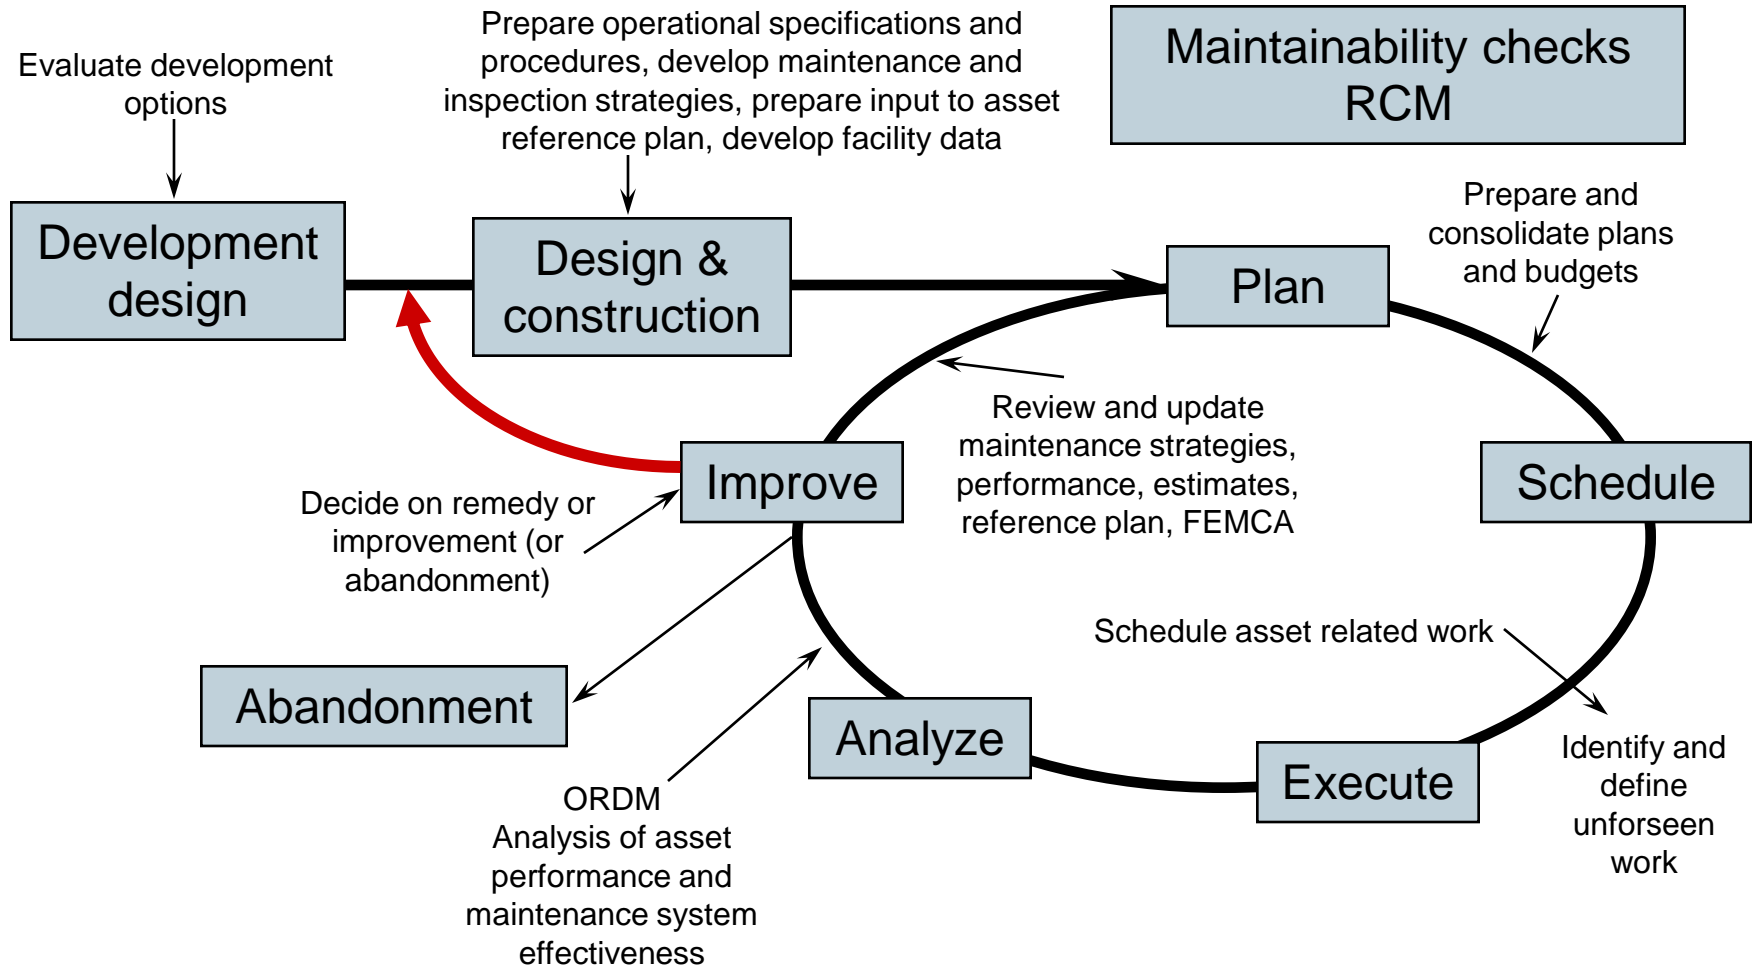 Evaluate development
options
Prepare operational specifications and
procedures, develop maintenance and
inspection strategies, prepare input to asset
reference plan, develop facility data
Maintainability checks
RCM
Development
design
Design &
construction
Plan
Prepare and
consolidate plans
and budgets
Review and update
maintenance strategies,
performance, estimates,
reference plan, FEMCA
Improve
Schedule
Decide on remedy or
improvement (or
abandonment)
Schedule asset related work
Abandonment
Analyze
Execute
Identify and
define
unforseen
work
ORDM
Analysis of asset
performance and
maintenance system
effectiveness